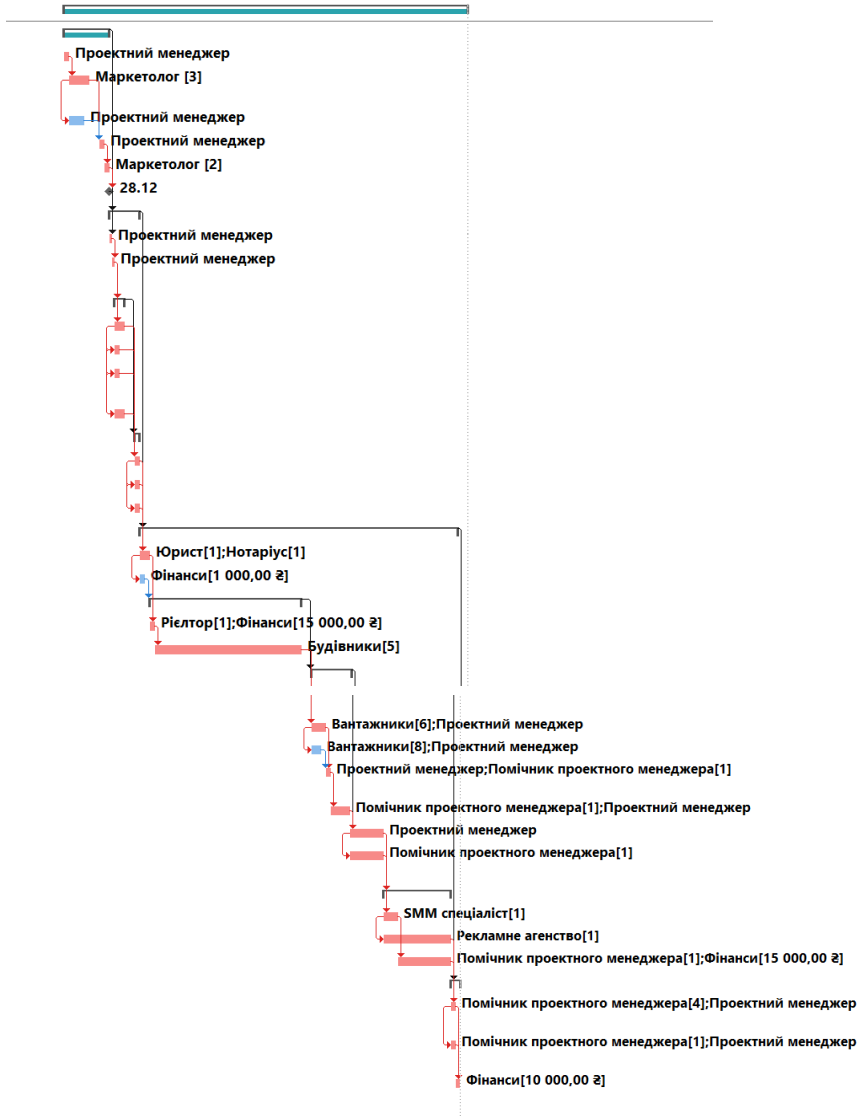 Проектний менеджер
Маркетолог [3]
Проектний менеджер
Проектний менеджер
Маркетолог [2]
28.12
Проектний менеджер
Проектний менеджер
Юрист[1];Нотаріус[1]
Фінанси[1 000,00 ₴]
Рієлтор[1];Фінанси[15 000,00 ₴]
Будівники[5]
Вантажники[6];Проектний менеджер
Вантажники[8];Проектний менеджер
Проектний менеджер;Помічник проектного менеджера[1]
Помічник проектного менеджера[1];Проектний менеджер
Проектний менеджер
Помічник проектного менеджера[1]
SMM спеціаліст[1]
Рекламне агенство[1]
Помічник проектного менеджера[1];Фінанси[15 000,00 ₴]
Помічник проектного менеджера[4];Проектний менеджер
Помічник проектного менеджера[1];Проектний менеджер
Фінанси[10 000,00 ₴]